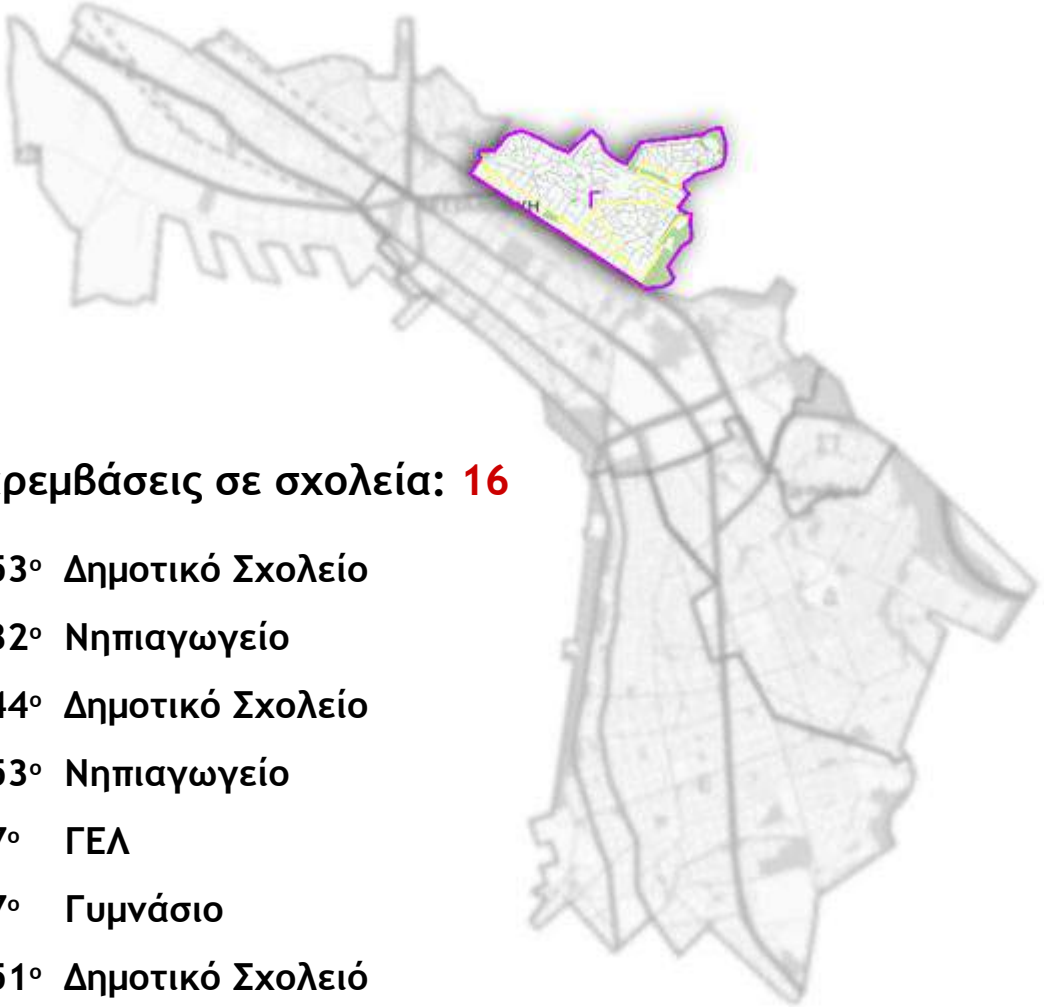 Γ
ΚΗ
ρεμβάσεις σε σχολεία: 16
53ο Δημοτικό Σχολείο
32ο Νηπιαγωγείο
44ο Δημοτικό Σχολείο
53ο Νηπιαγωγείο
7ο ΓΕΛ
7ο Γυμνάσιο
51ο Δημοτικό Σχολειό